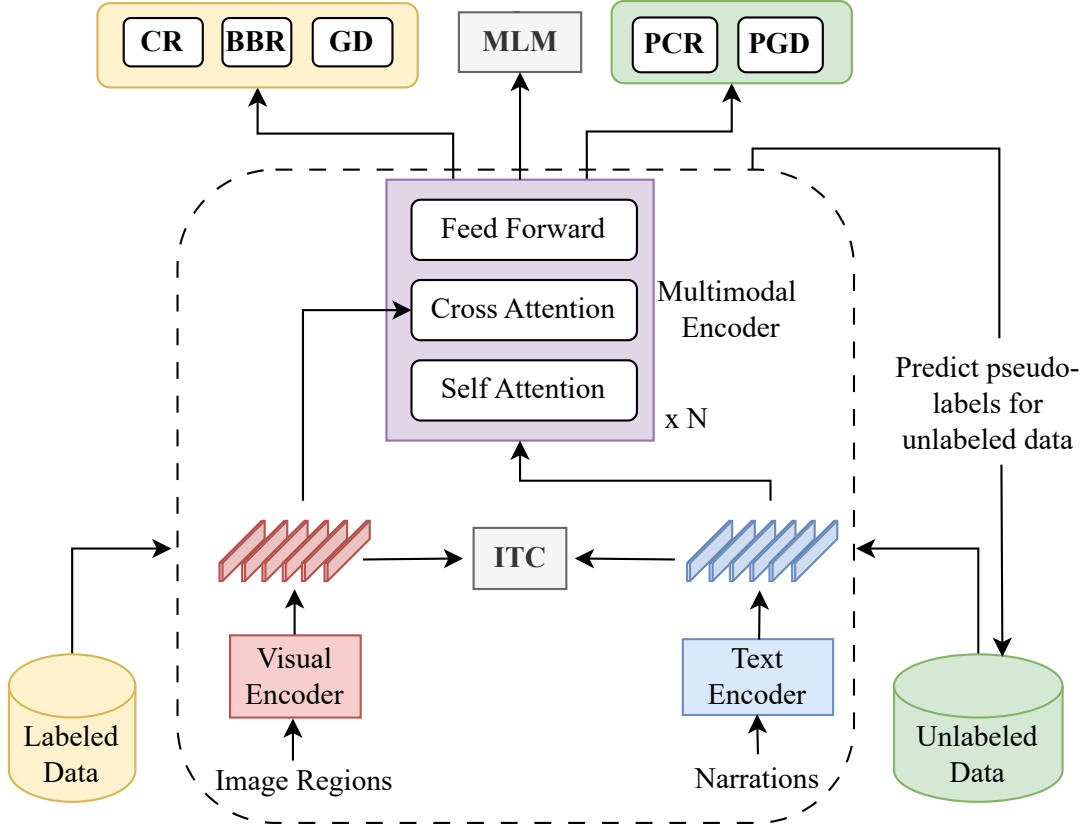 CR BBR GD
MLM
PCR PGD
Feed Forward
Cross Attention
Self Attention
Multimodal
Encoder
x N
Predict pseudo-
labels for
unlabeled data
ITC
Visual
Encoder
Text
Encoder
Labeled
Data
Unlabeled
Data
Image Regions
Narrations